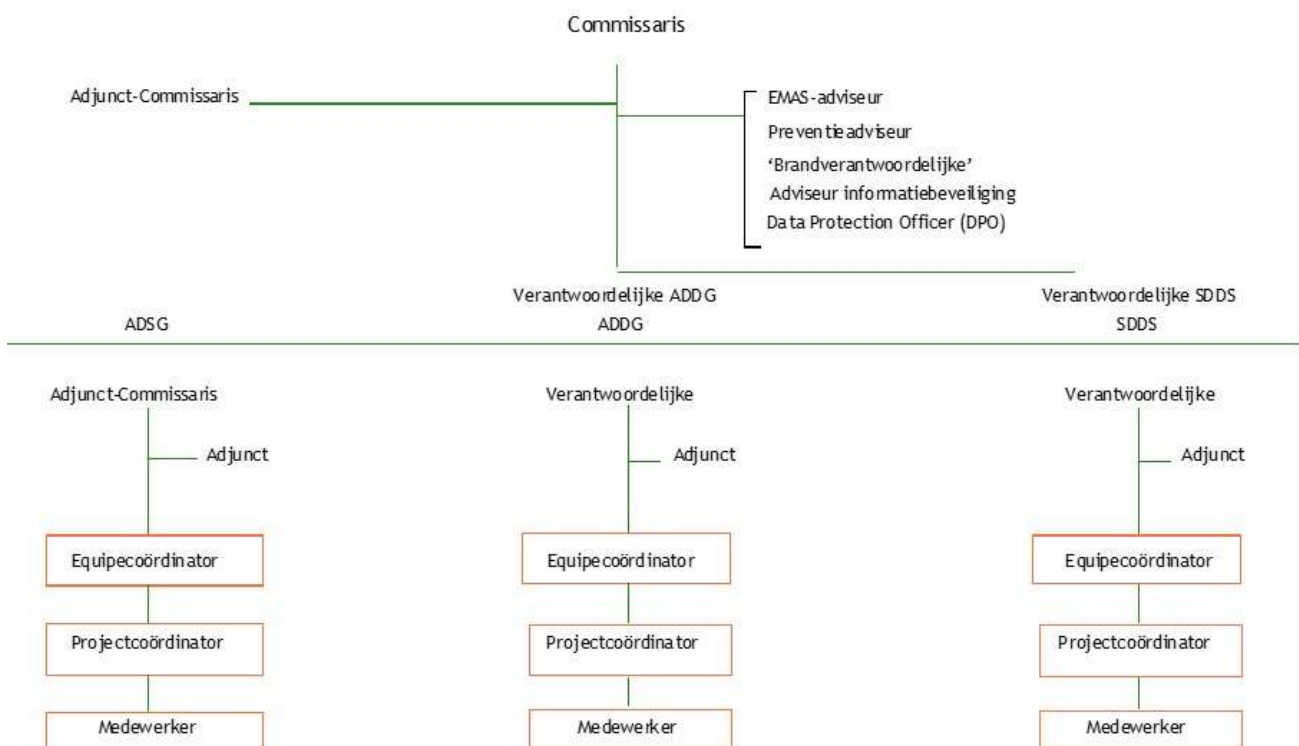 Commissaris
Adjunct-Commissaris
EMAS-adviseur
Preventieadviseur
‘Brandverantwoordelijke’
Adviseur informatiebeveiliging
Data Protection Officer (DPO)
Verantwoordelijke ADDG
Verantwoordelijke SDDS
ADSG
ADDG
SDDS
Adjunct-Commissaris
Verantwoordelijke
Verantwoordelijke
Adjunct
Adjunct
Adjunct
Equipecoördinator
Equipecoördinator
Equipecoördinator
Projectcoördinator
Projectcoördinator
Projectcoördinator
Medewerker
Medewerker
Medewerker